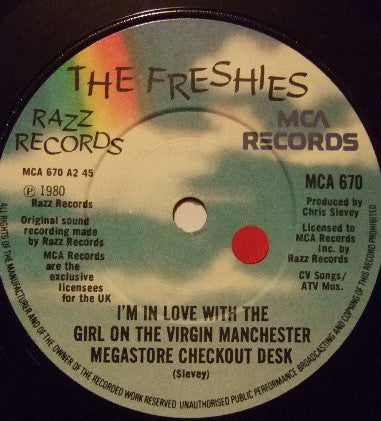 THE FRESHIES
RAZZ
RECORDS
MCA
RECORDS
MCA 670 A2 45
℗ 1980
Razz Records
Original sound
recording made
by Razz Records
MCA Records
are the
exclusive
licensees
for the UK
MCA 670
Produced by
Chris Sievey
Licensed to
MCA Records
Inc. by
Razz Records
CV Songs/
ATV Mus.
I'M IN LOVE WITH THE
GIRL ON THE VIRGIN MANCHESTER
MEGASTORE CHECKOUT DESK
(Sievey)
ALL RIGHTS OF THE MANUFACTURER AND OF THE OWNER OF THE RECORDED WORK RESERVED UNAUTHORISED PUBLIC PERFORMANCE BROADCASTING AND COPYING OF THIS RECORD PROHIBITED